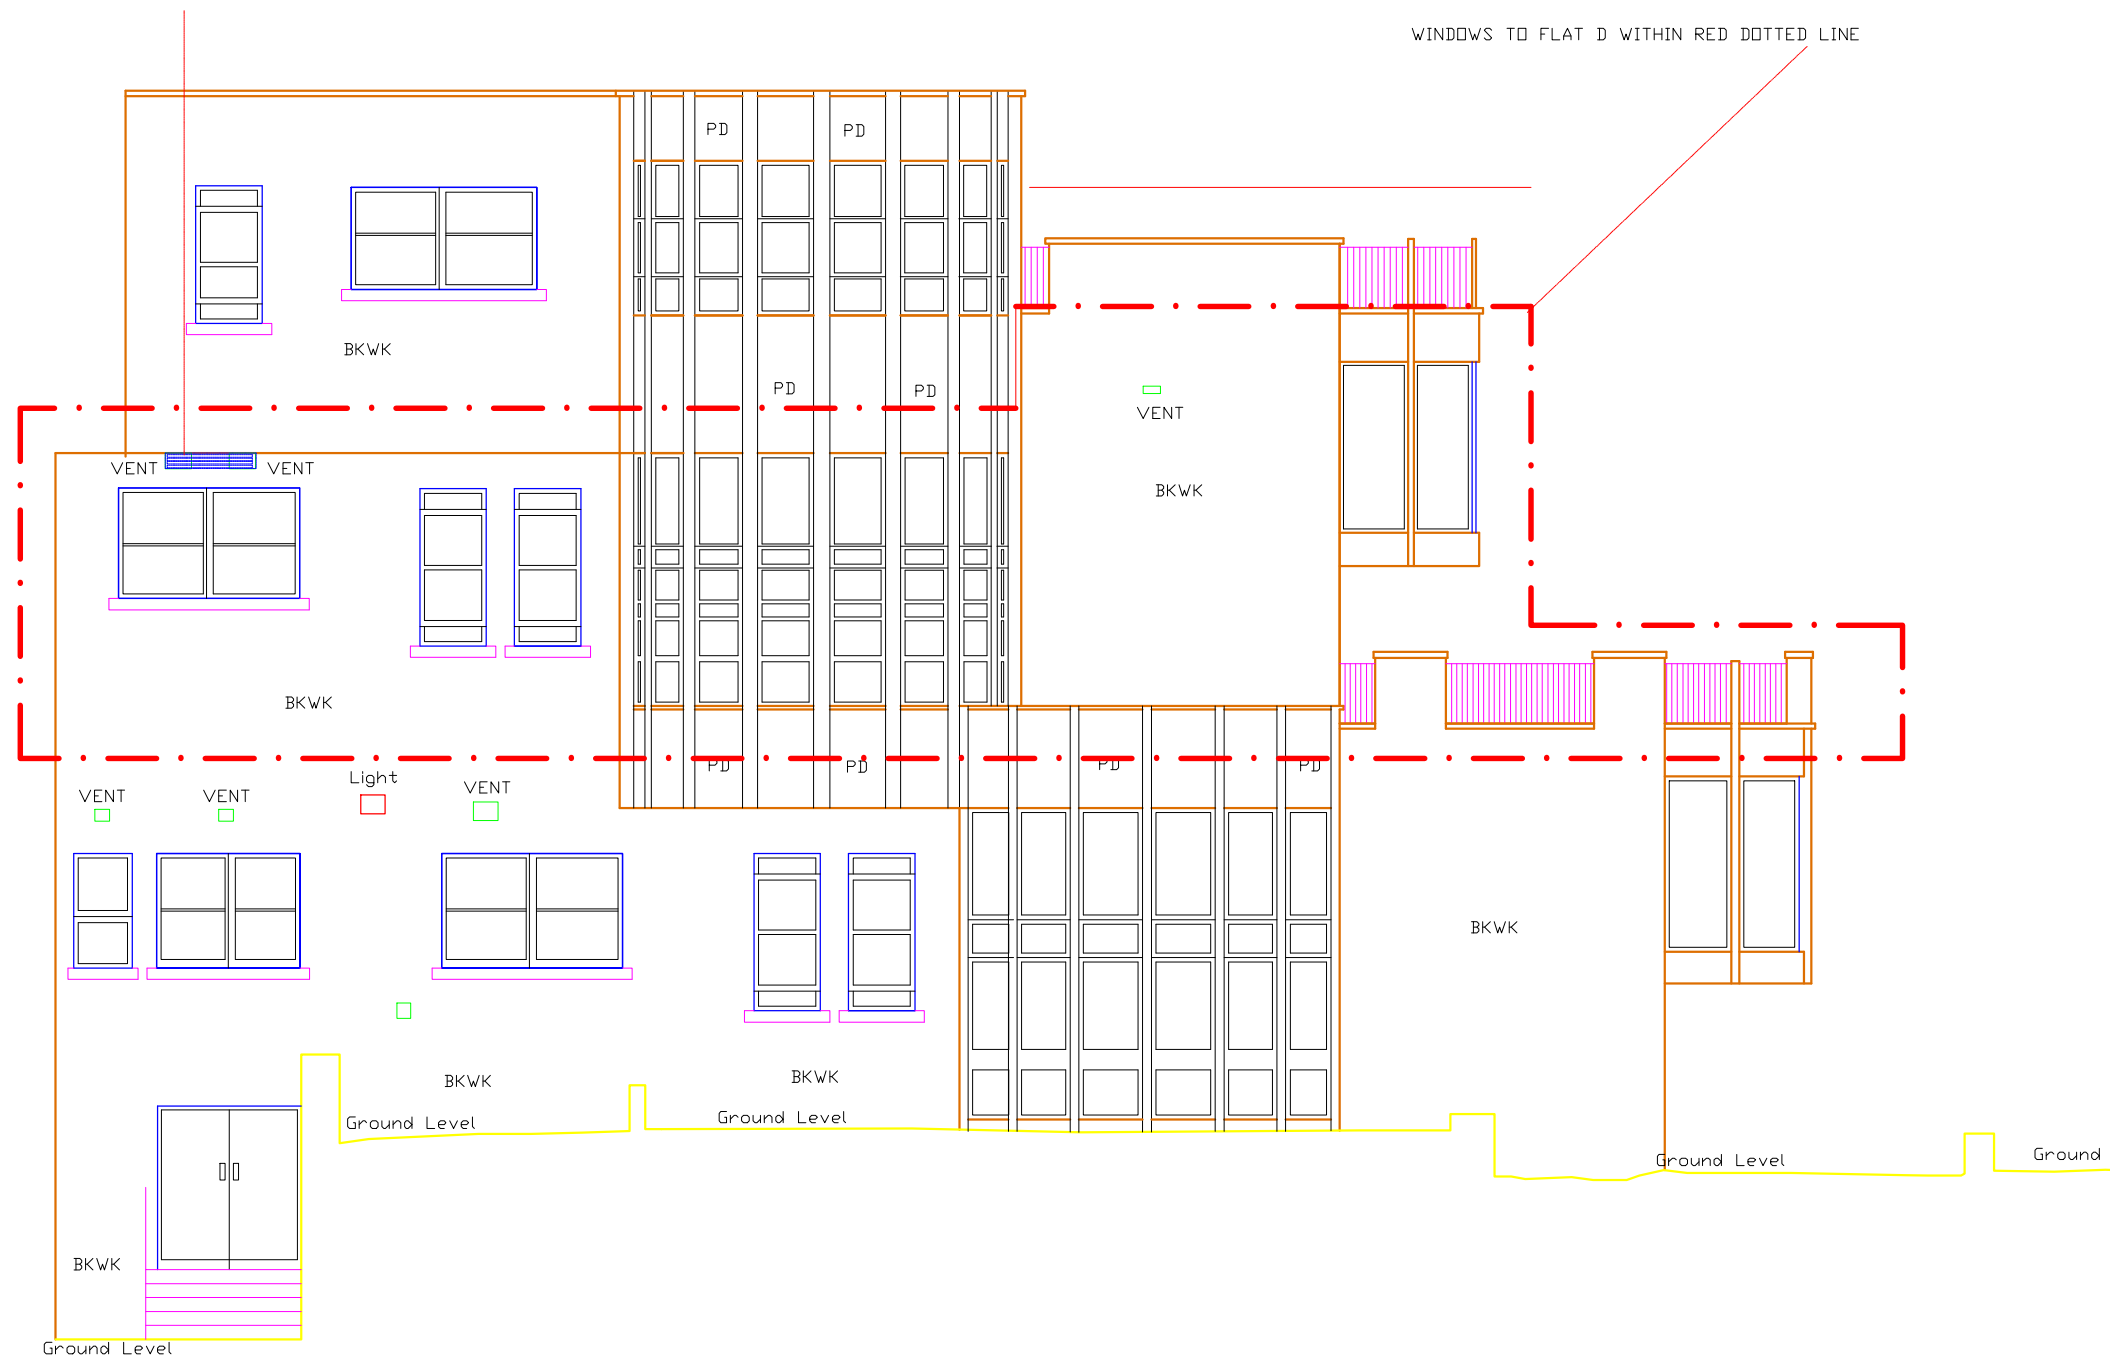 WINDOWS TO FLAT D WITHIN RED DOTTED LINE
PD
PD
BKWK
PD
PD
VENT
VENT
VENT
BKWK
BKWK
PD
PD
PD
PD
Light
VENT
VENT
VENT
BKWK
BKWK
BKWK
Ground Level
Ground Level
Ground Level
Ground
BKWK
Ground Level